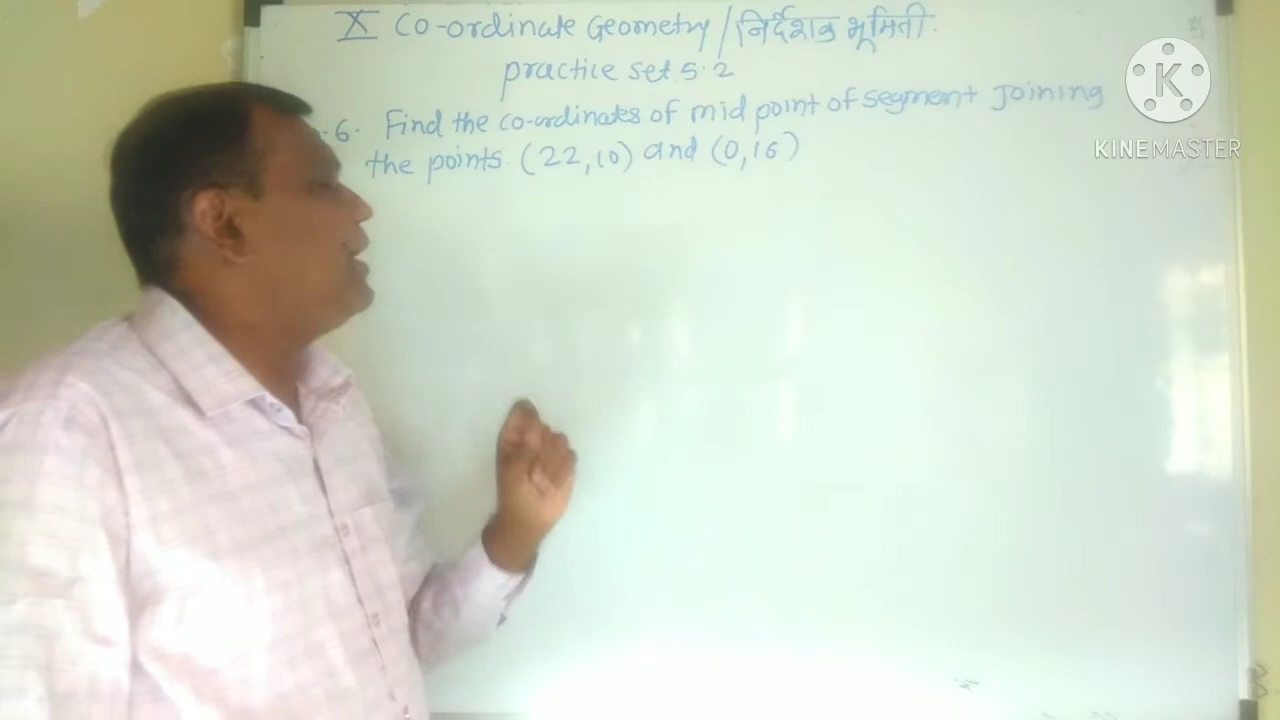 X Co-ordinate Geometry / निर्देशक भूमिती.
practice set 5.2
.6. Find the co-ordinates of mid point of segment Joining
the points. (22,10) and (0,16)
K
KINEMASTER